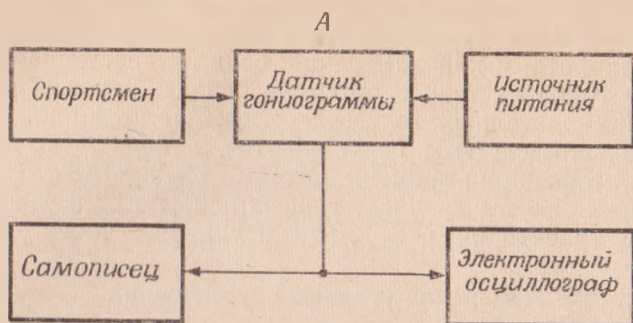 А
Спортсмен
Датчик
гониограммы
Источник
питания
Самописец
Электронный
осциллограф